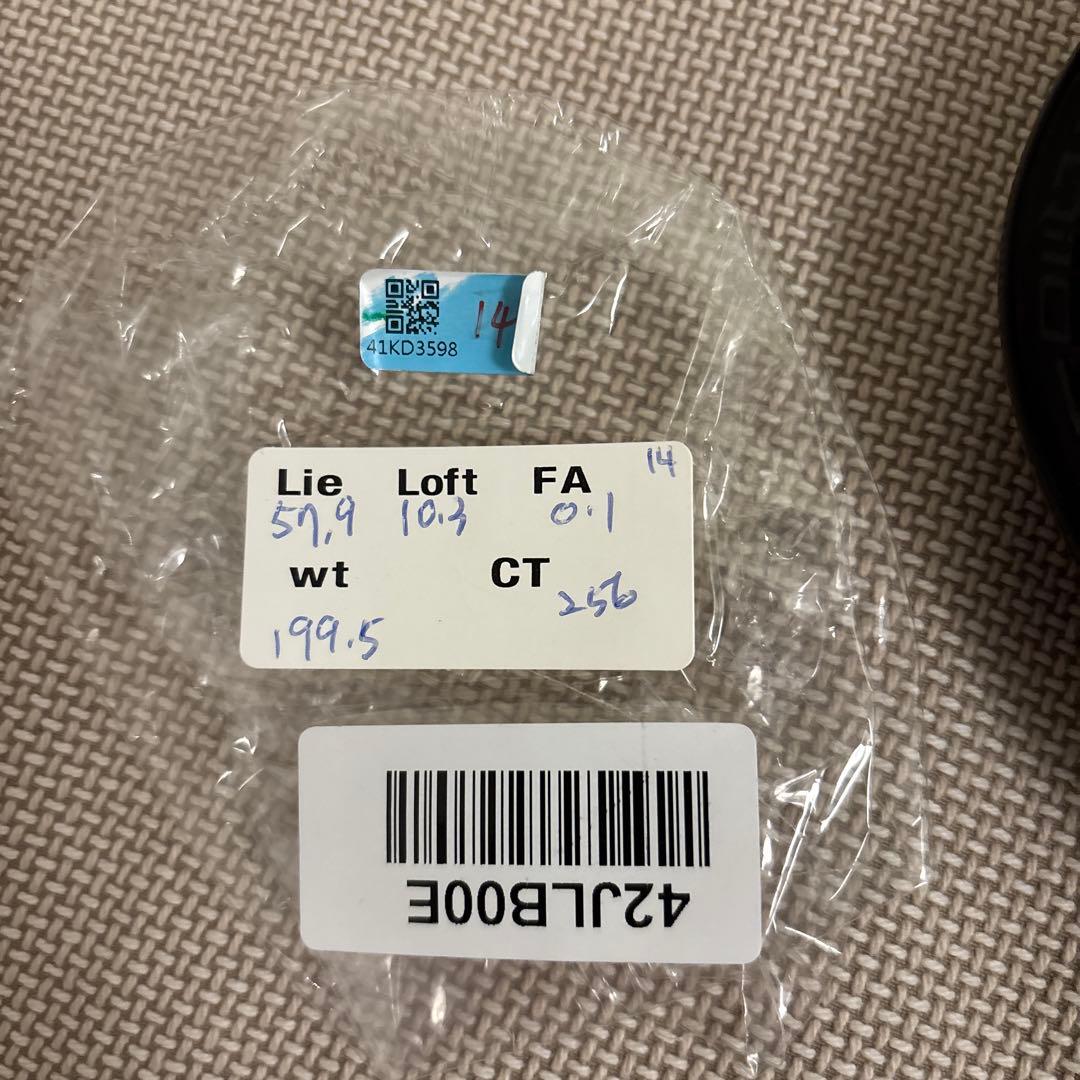 14
41KD3598
14
Lie Loft FA
57.9 10.3 0.1
wt CT
256
199.5
42JLB00E